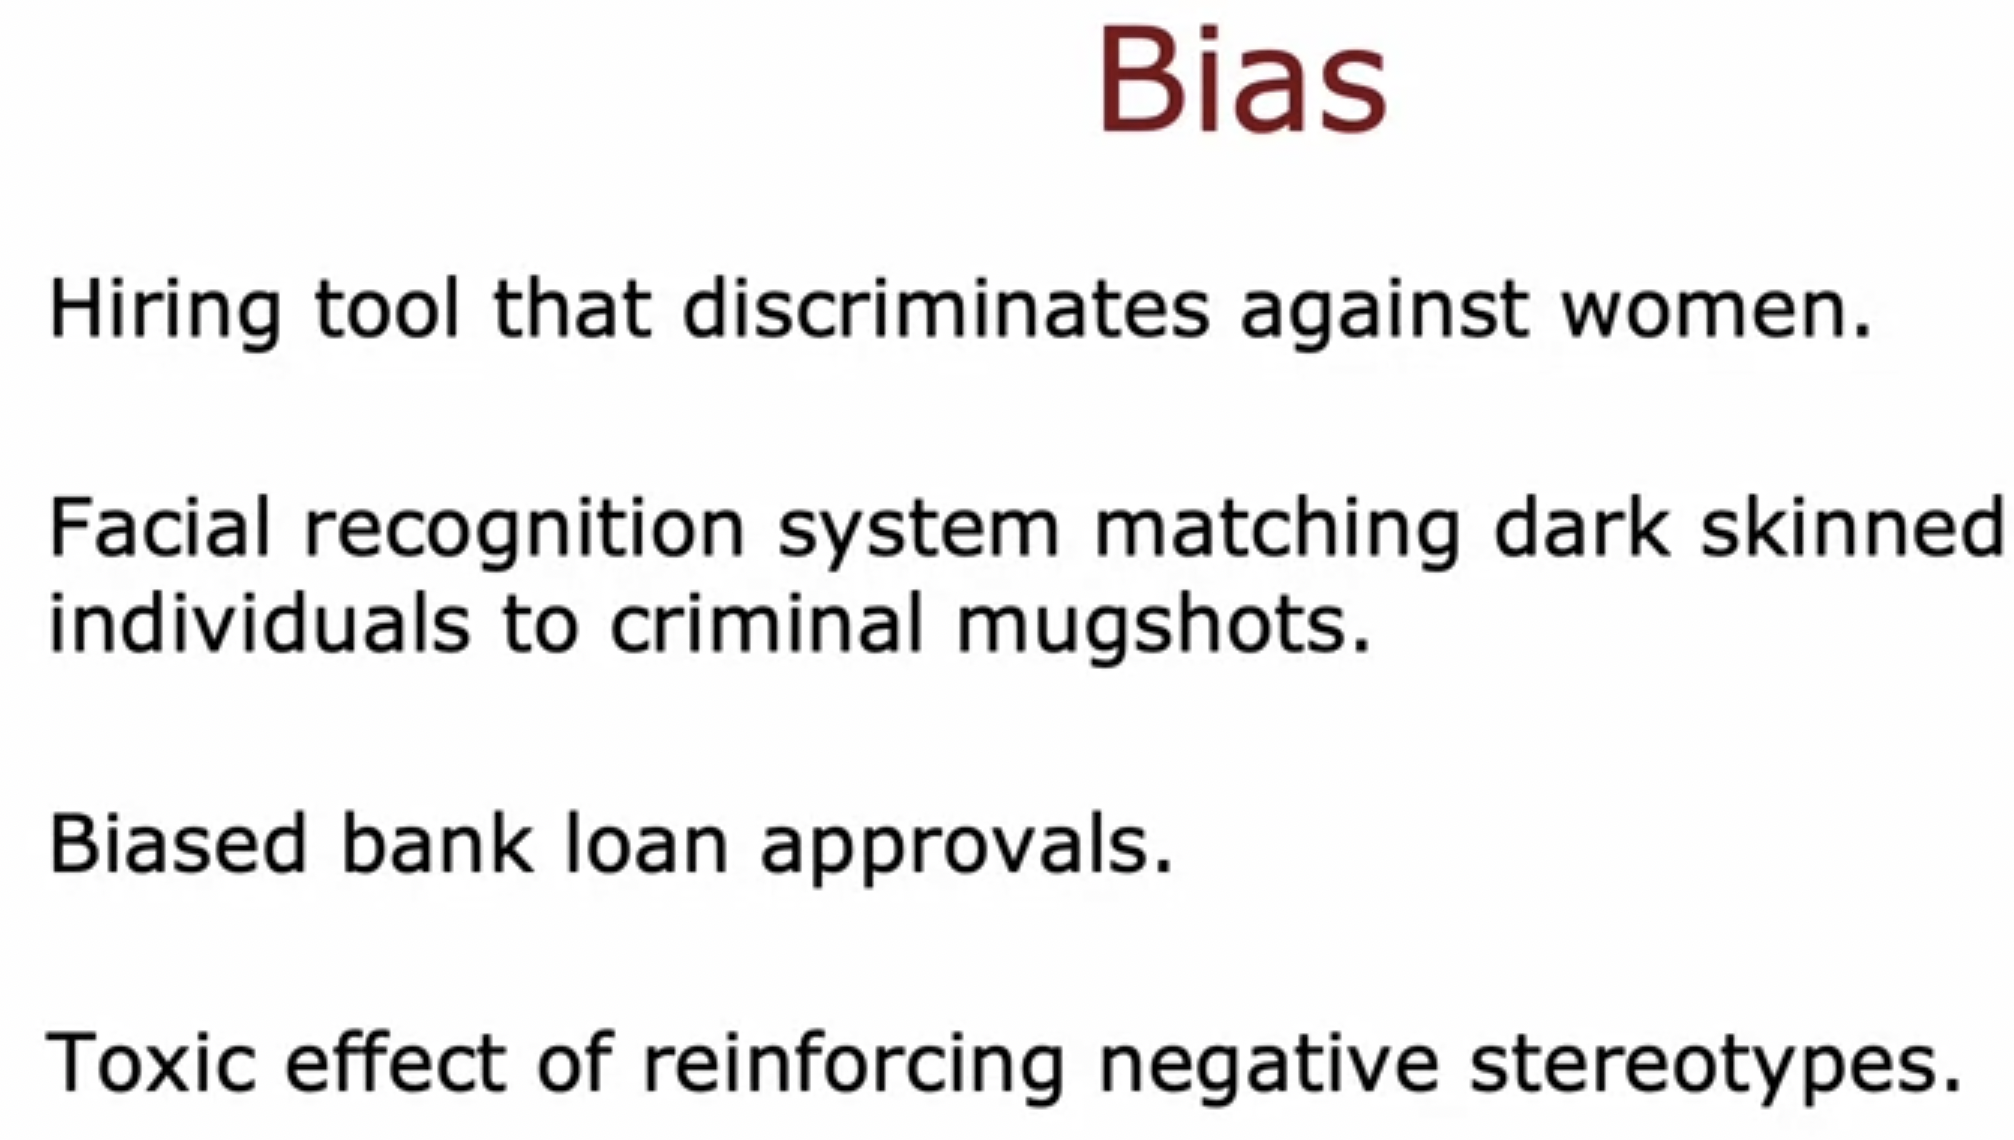 Bias
Hiring tool that discriminates against women.
Facial recognition system matching dark skinned
individuals to criminal mugshots.
Biased bank loan approvals.
Toxic effect of reinforcing negative stereotypes.